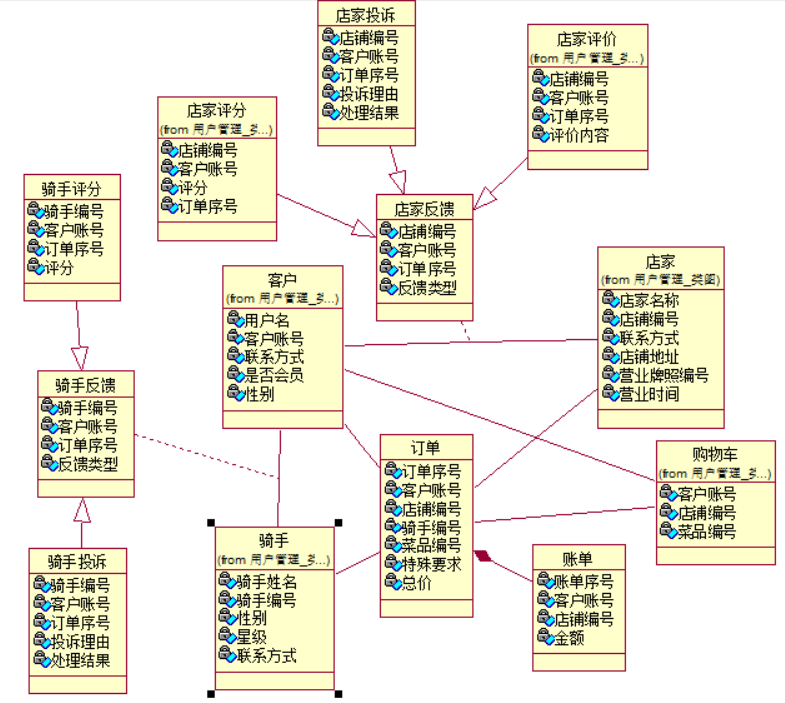 店家投诉
店铺编号
客户账号
订单序号
投诉理由
处理结果
店家评价
店铺编号
客户账号
订单序号
评价内容
店家评分
店铺编号
客户账号
评分
订单序号
骑手评分
骑手编号
客户账号
订单序号
评分
店家反馈
店铺编号
客户账号
订单序号
反馈类型
客户
用户名
客户账号
联系方式
是否会员
性别
店家
(from 用户管理_类图)
店家名称
店铺编号
联系方式
店铺地址
营业牌照编号
营业时间
骑手反馈
骑手编号
客户账号
订单序号
反馈类型
订单
订单序号
客户账号
店铺编号
骑手编号
菜品编号
特殊要求
总价
购物车
客户账号
店铺编号
菜品编号
骑手
骑手姓名
骑手编号
性别
星级
联系方式
账单
账单序号
客户账号
店铺编号
金额
骑手投诉
骑手编号
客户账号
订单序号
投诉理由
处理结果